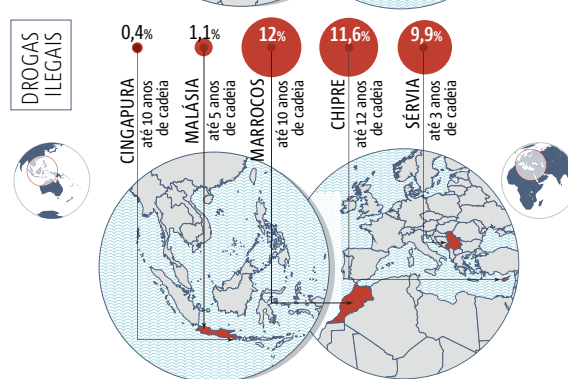 DROGAS
ILEGAIS
0,4%
CINGAPURA
até 10 anos
de cadeia
1,1%
MALÁSIA
até 5 anos
de cadeia
12%
MARROCOS
até 10 anos
de cadeia
11,6%
CHIPRE
até 12 anos
de cadeia
9,9%
SÉRVIA
até 3 anos
de cadeia